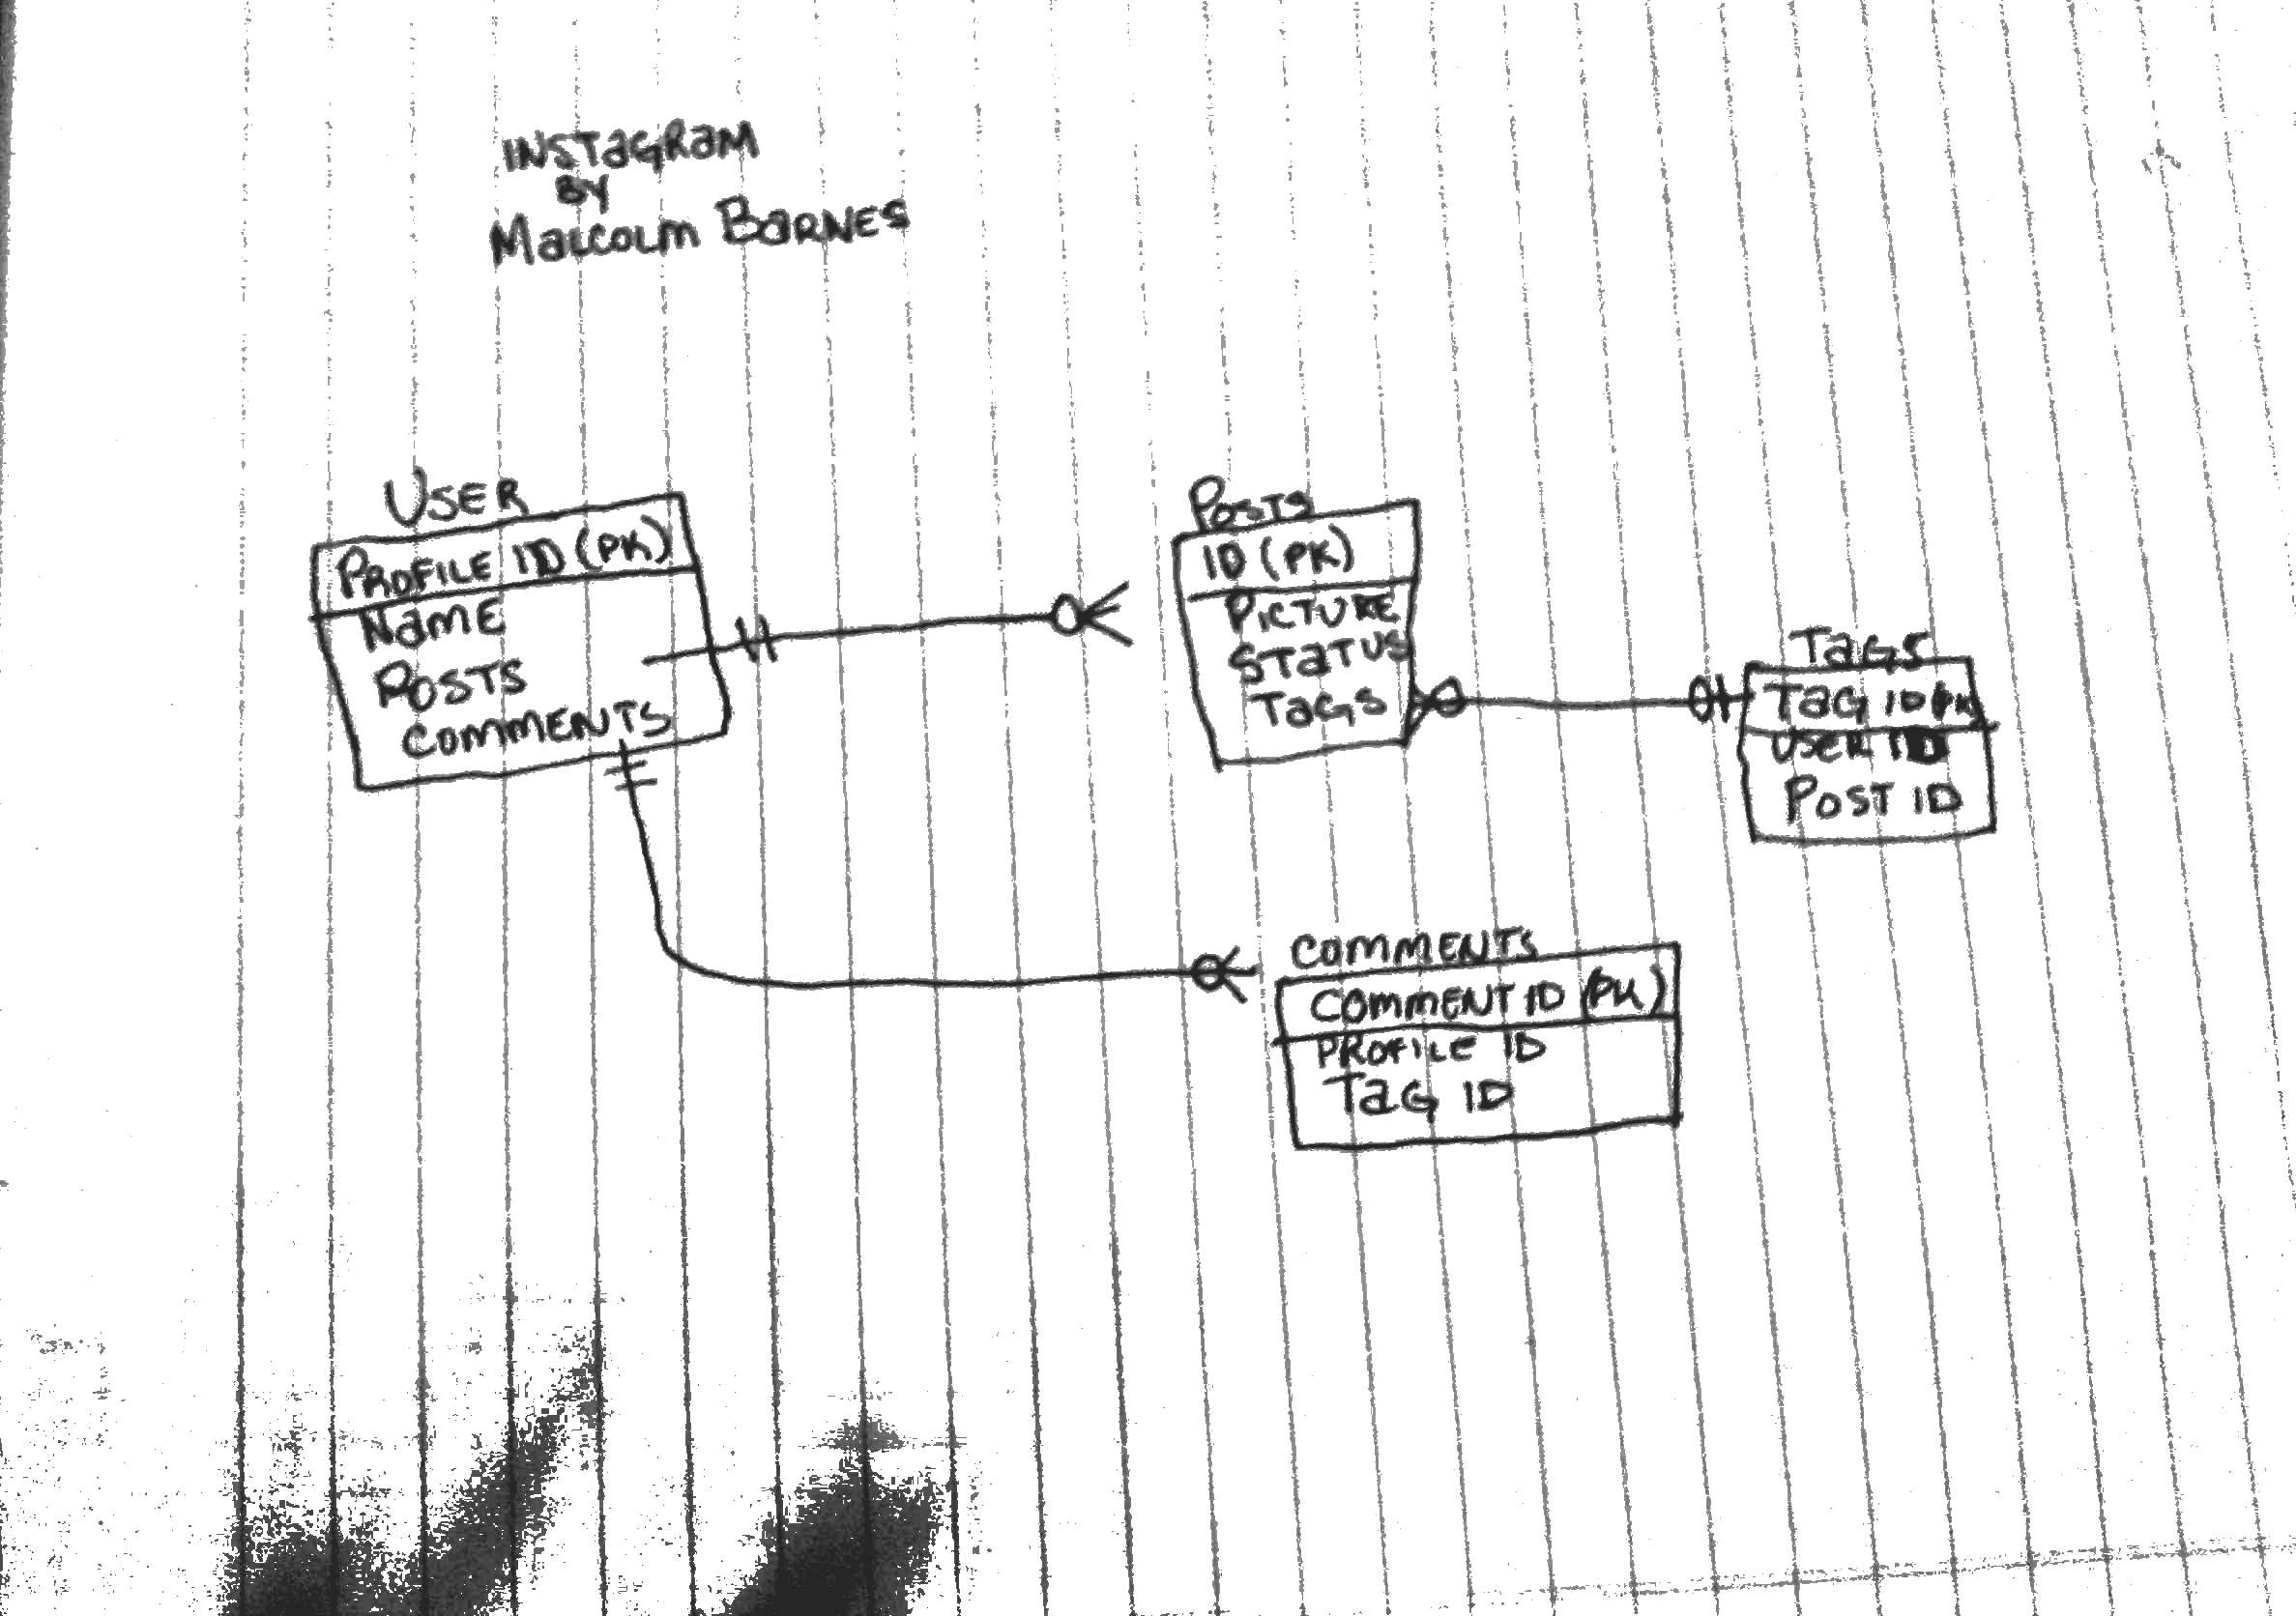 INSTAGRAM
BY
MALCOLM BARNES
USER
PROFILE ID (PK)
NAME
POSTS
COMMENTS
POSTS
ID (PK)
PICTURE
STATUS
TAGS
TAGS
TAG ID (PK)
USER ID
POST ID
COMMENTS
COMMENT ID (PK)
PROFILE ID
TAG ID